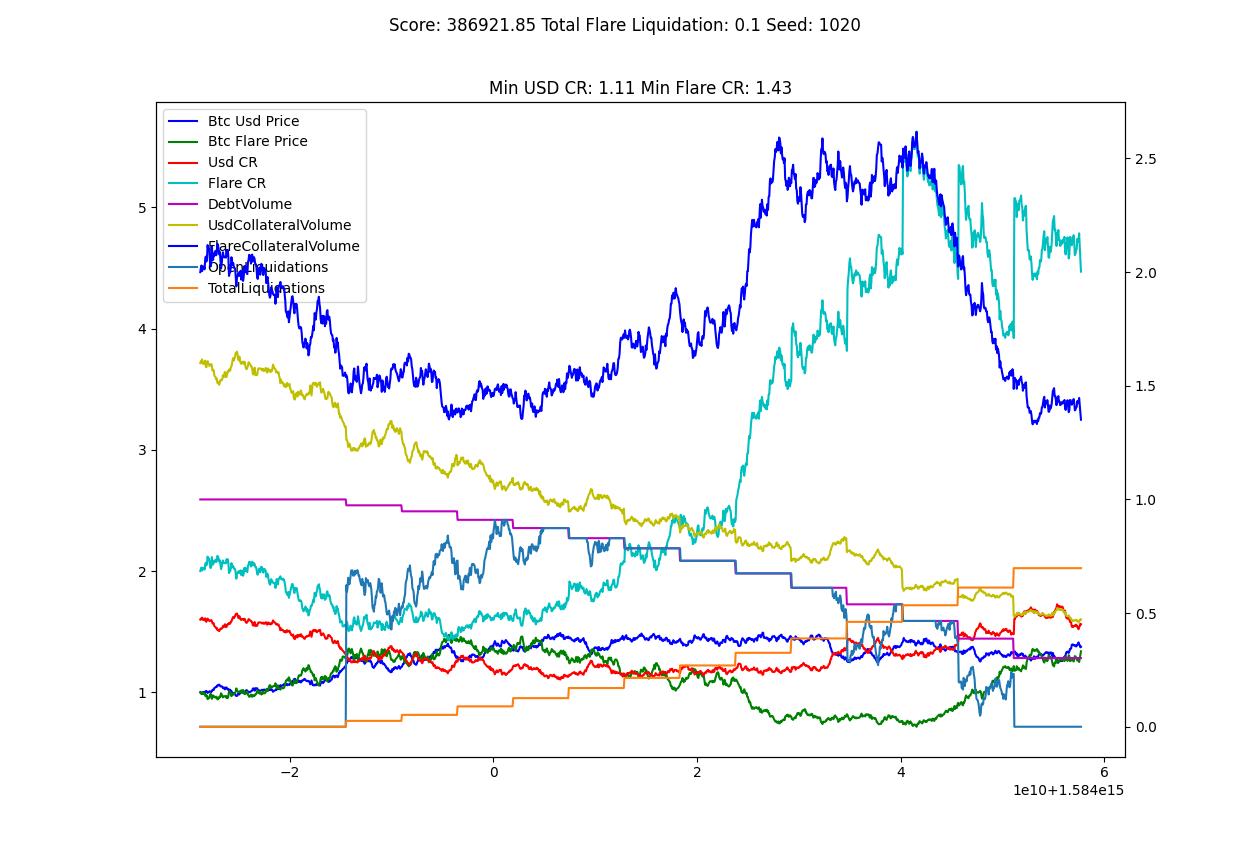 Score: 386921.85 Total Flare Liquidation: 0.1 Seed: 1020
Min USD CR: 1.11 Min Flare CR: 1.43
Btc Usd Price
Btc Flare Price
Usd CR
Flare CR
DebtVolume
UsdCollateralVolume
FlareCollateralVolume
OpenLiquidations
TotalLiquidations
5
4
3
2
1
2.5
2.0
1.5
1.0
0.5
0.0
−2
0
2
4
6
1e10+1.584e15